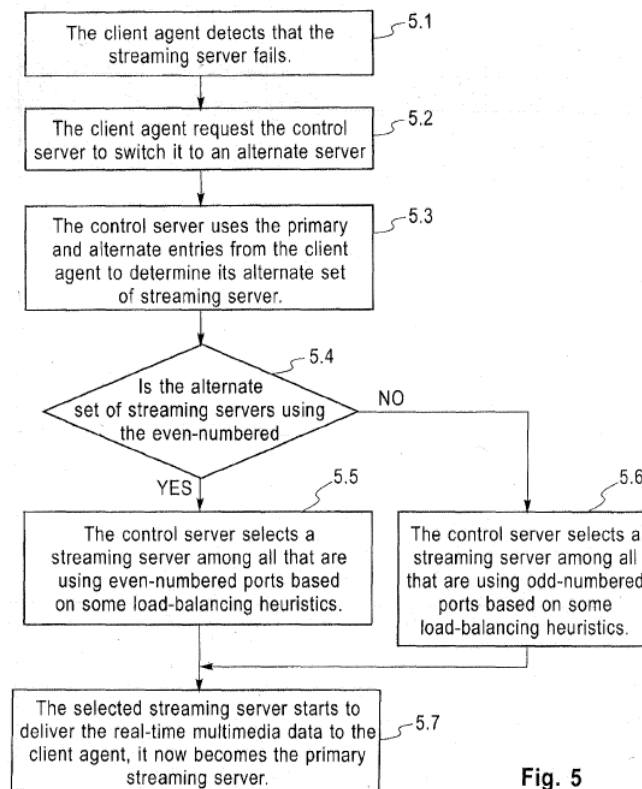 5.1
The client agent detects that the
streaming server fails.
5.2
The client agent request the control
server to switch it to an alternate server
5.3
The control server uses the primary
and alternate entries from the client
agent to determine its alternate set
of streaming server.
5.4
Is the alternate
set of streaming servers using
the even-numbered
NO
YES
5.5
The control server selects a
streaming server among all that are
using even-numbered ports based
on some load-balancing heuristics.
5.6
The control server selects a
streaming server among all
that are using odd-numbered
ports based on some
load-balancing heuristics.
5.7
The selected streaming server starts to
deliver the real-time multimedia data to the
client agent, it now becomes the primary
streaming server.
Fig. 5